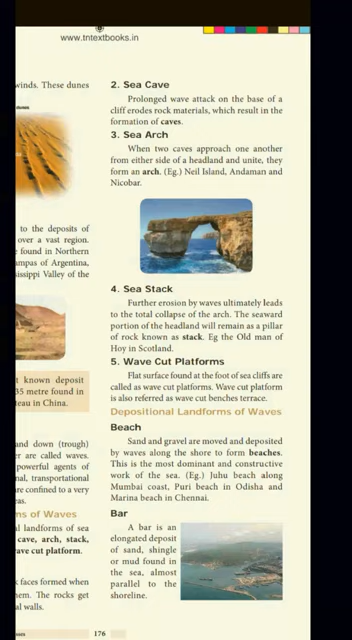 www.tntextbooks.in
winds. These dunes
dunes
to the deposits of
over a vast region.
found in Northern
ampas of Argentina,
sissippi Valley of the
t known deposit
35 metre found in
teau in China.
and down (trough)
er are called waves.
powerful agents of
nal, transportational
are confined to a very
eas.
ms of Waves
al landforms of sea
cave, arch, stack,
wave cut platform.
k faces formed when
hem. The rocks get
al walls.
2. Sea Cave
Prolonged wave attack on the base of a
cliff erodes rock materials, which result in the
formation of caves.
3. Sea Arch
When two caves approach one another
from either side of a headland and unite, they
form an arch. (Eg.) Neil Island, Andaman and
Nicobar.
4. Sea Stack
Further erosion by waves ultimately leads
to the total collapse of the arch. The seaward
portion of the headland will remain as a pillar
of rock known as stack. Eg the Old man of
Hoy in Scotland.
5. Wave Cut Platforms
Flat surface found at the foot of sea cliffs are
called as wave cut platforms. Wave cut platform
is also referred as wave cut benches terrace.
Depositional Landforms of Waves
Beach
Sand and gravel are moved and deposited
by waves along the shore to form beaches.
This is the most dominant and constructive
work of the sea. (Eg.) Juhu beach along
Mumbai coast, Puri beach in Odisha and
Marina beach in Chennai.
Bar
A bar is an
elongated deposit
of sand, shingle
or mud found in
the sea, almost
parallel to the
shoreline.
176